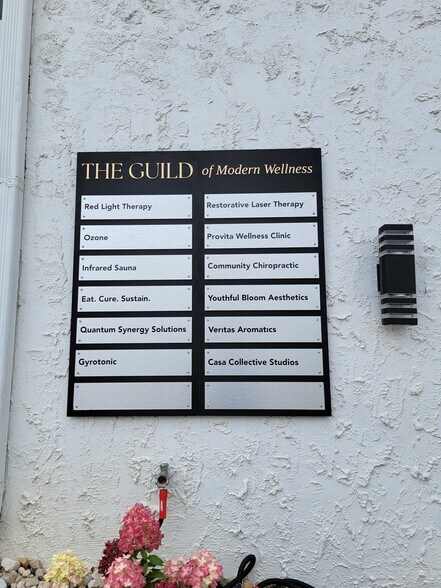 THE GUILD of Modern Wellness
Red Light Therapy
Ozone
Infrared Sauna
Eat. Cure. Sustain.
Quantum Synergy Solutions
Gyrotonic
Restorative Laser Therapy
Provita Wellness Clinic
Community Chiropractic
Youthful Bloom Aesthetics
Veritas Aromatics
Casa Collective Studios